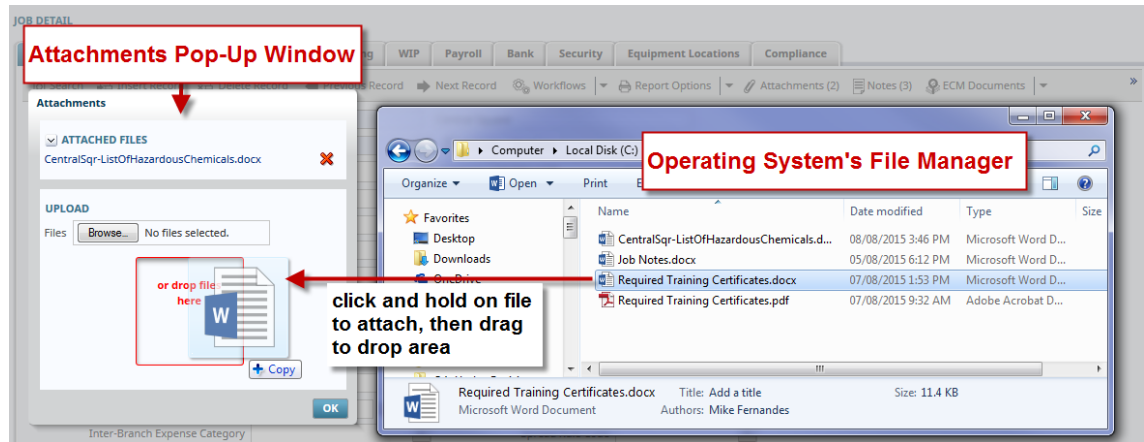 JOB DETAIL
Attachments Pop-Up Window
WIP Payroll Bank Security Equipment Locations Compliance
Search Insert Record Delete Record Previous Record Next Record Workflows Report Options Attachments (2) Notes (3) ECM Documents »
Attachments
ATTACHED FILES
CentralSqr-ListOfHazardousChemicals.docx
UPLOAD
Files Browse... No files selected.
or drop files
here
W
Copy
OK
Inter-Branch Expense Category
Computer Local Disk (C:)
Operating System's File Manager
Organize Open Print
Favorites
Desktop
Downloads
OneDrive
Name Date modified Type Size
CentralSqr-ListOfHazardousChemicals.d... 08/08/2015 3:46 PM Microsoft Word D...
Job Notes.docx 05/08/2015 6:12 PM Microsoft Word D...
Required Training Certificates.docx 07/08/2015 1:53 PM Microsoft Word D...
Required Training Certificates.pdf 07/08/2015 9:32 AM Adobe Acrobat D...
click and hold on file
to attach, then drag
to drop area
Required Training Certificates.docx Title: Add a title Size: 11.4 KB
Microsoft Word Document Authors: Mike Fernandes